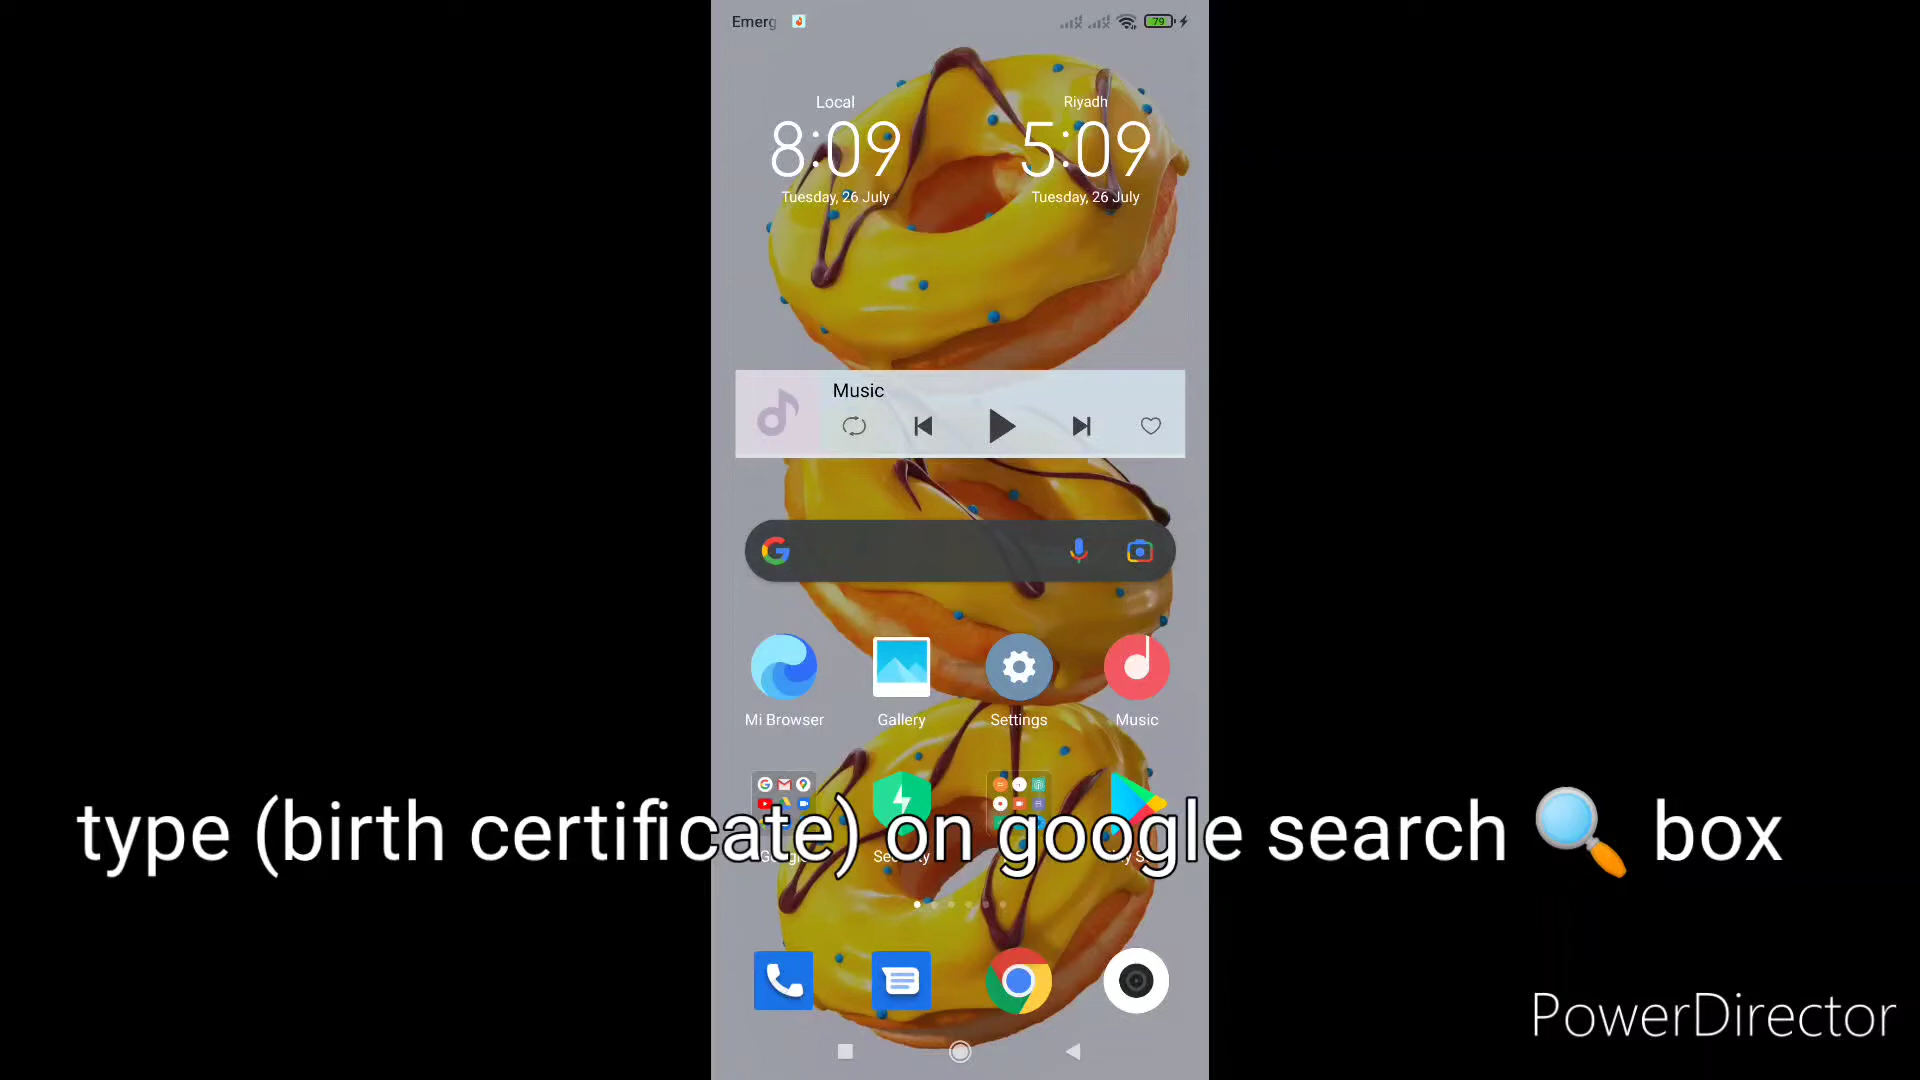 Emerg
79
Local
Riyadh
8:09
5:09
Tuesday, 26 July
Tuesday, 26 July
Music
Mi Browser
Gallery
Settings
Music
type (birth certificate) on google search 🔍 box
PowerDirector